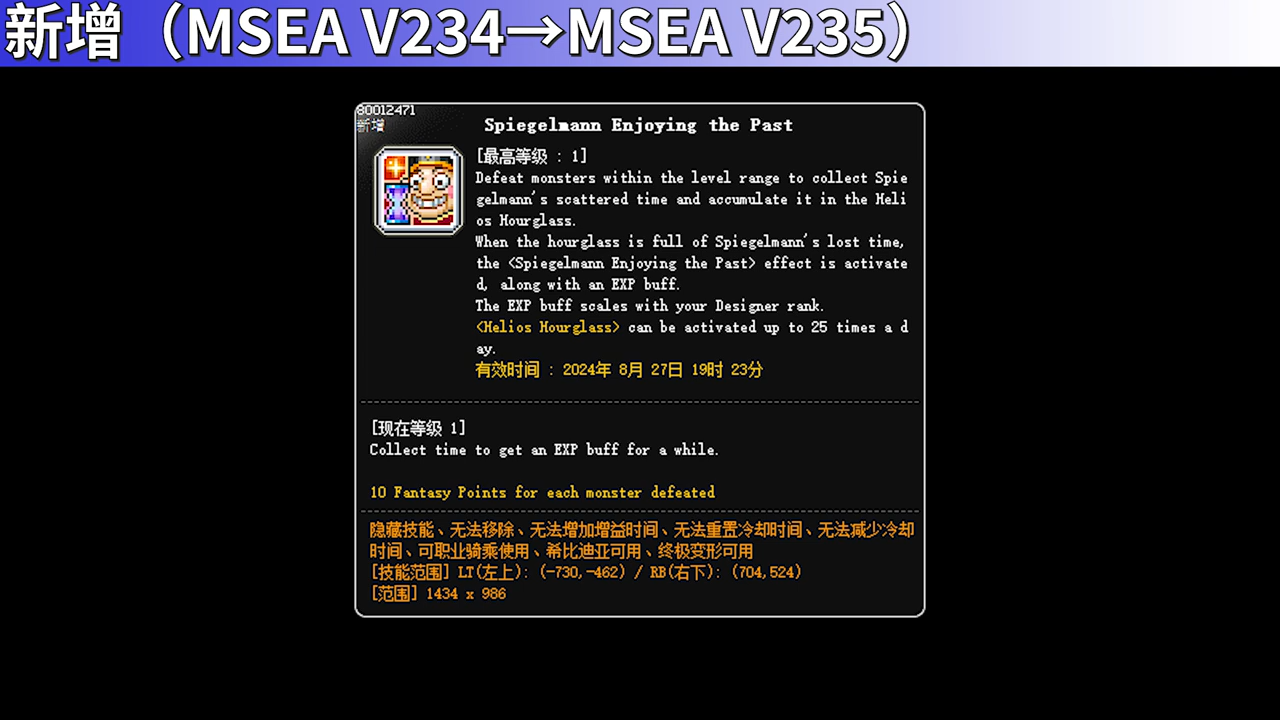 新增（MSEA V234→MSEA V235）
80012471
新增
Spiegelmann Enjoying the Past
[最高等级 : 1]
Defeat monsters within the level range to collect Spie
gelmann's scattered time and accumulate it in the Heli
os Hourglass.
When the hourglass is full of Spiegelmann's lost time,
the <Spiegelmann Enjoying the Past> effect is activate
d, along with an EXP buff.
The EXP buff scales with your Designer rank.
<Helios Hourglass> can be activated up to 25 times a d
ay.
有效时间 : 2024年 8月 27日 19时 23分
[现在等级 1]
Collect time to get an EXP buff for a while.
10 Fantasy Points for each monster defeated
隐藏技能、无法移除、无法增加增益时间、无法重置冷却时间、无法减少冷却
时间、可职业骑乘使用、希比迪亚可用、终极变形可用
[技能范围] LT(左上): (-730,-462) / RB(右下): (704,524)
[范围] 1434 x 986